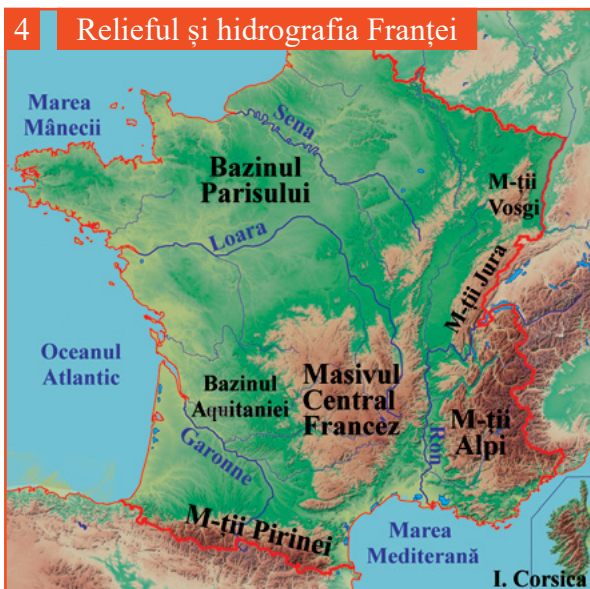 4 Relieful și hidrografia Franței
Marea
Mânecii
Sena
Bazinul
Parisului
M-ții
Vosgi
Loara
M-ții Jura
Oceanul
Atlantic
Bazinul
Aquitaniei
Masivul
Central
Francez
M-ții
Alpi
Garonne
Ron
M-ții Pirinei
Marea
Mediterană
I. Corsica